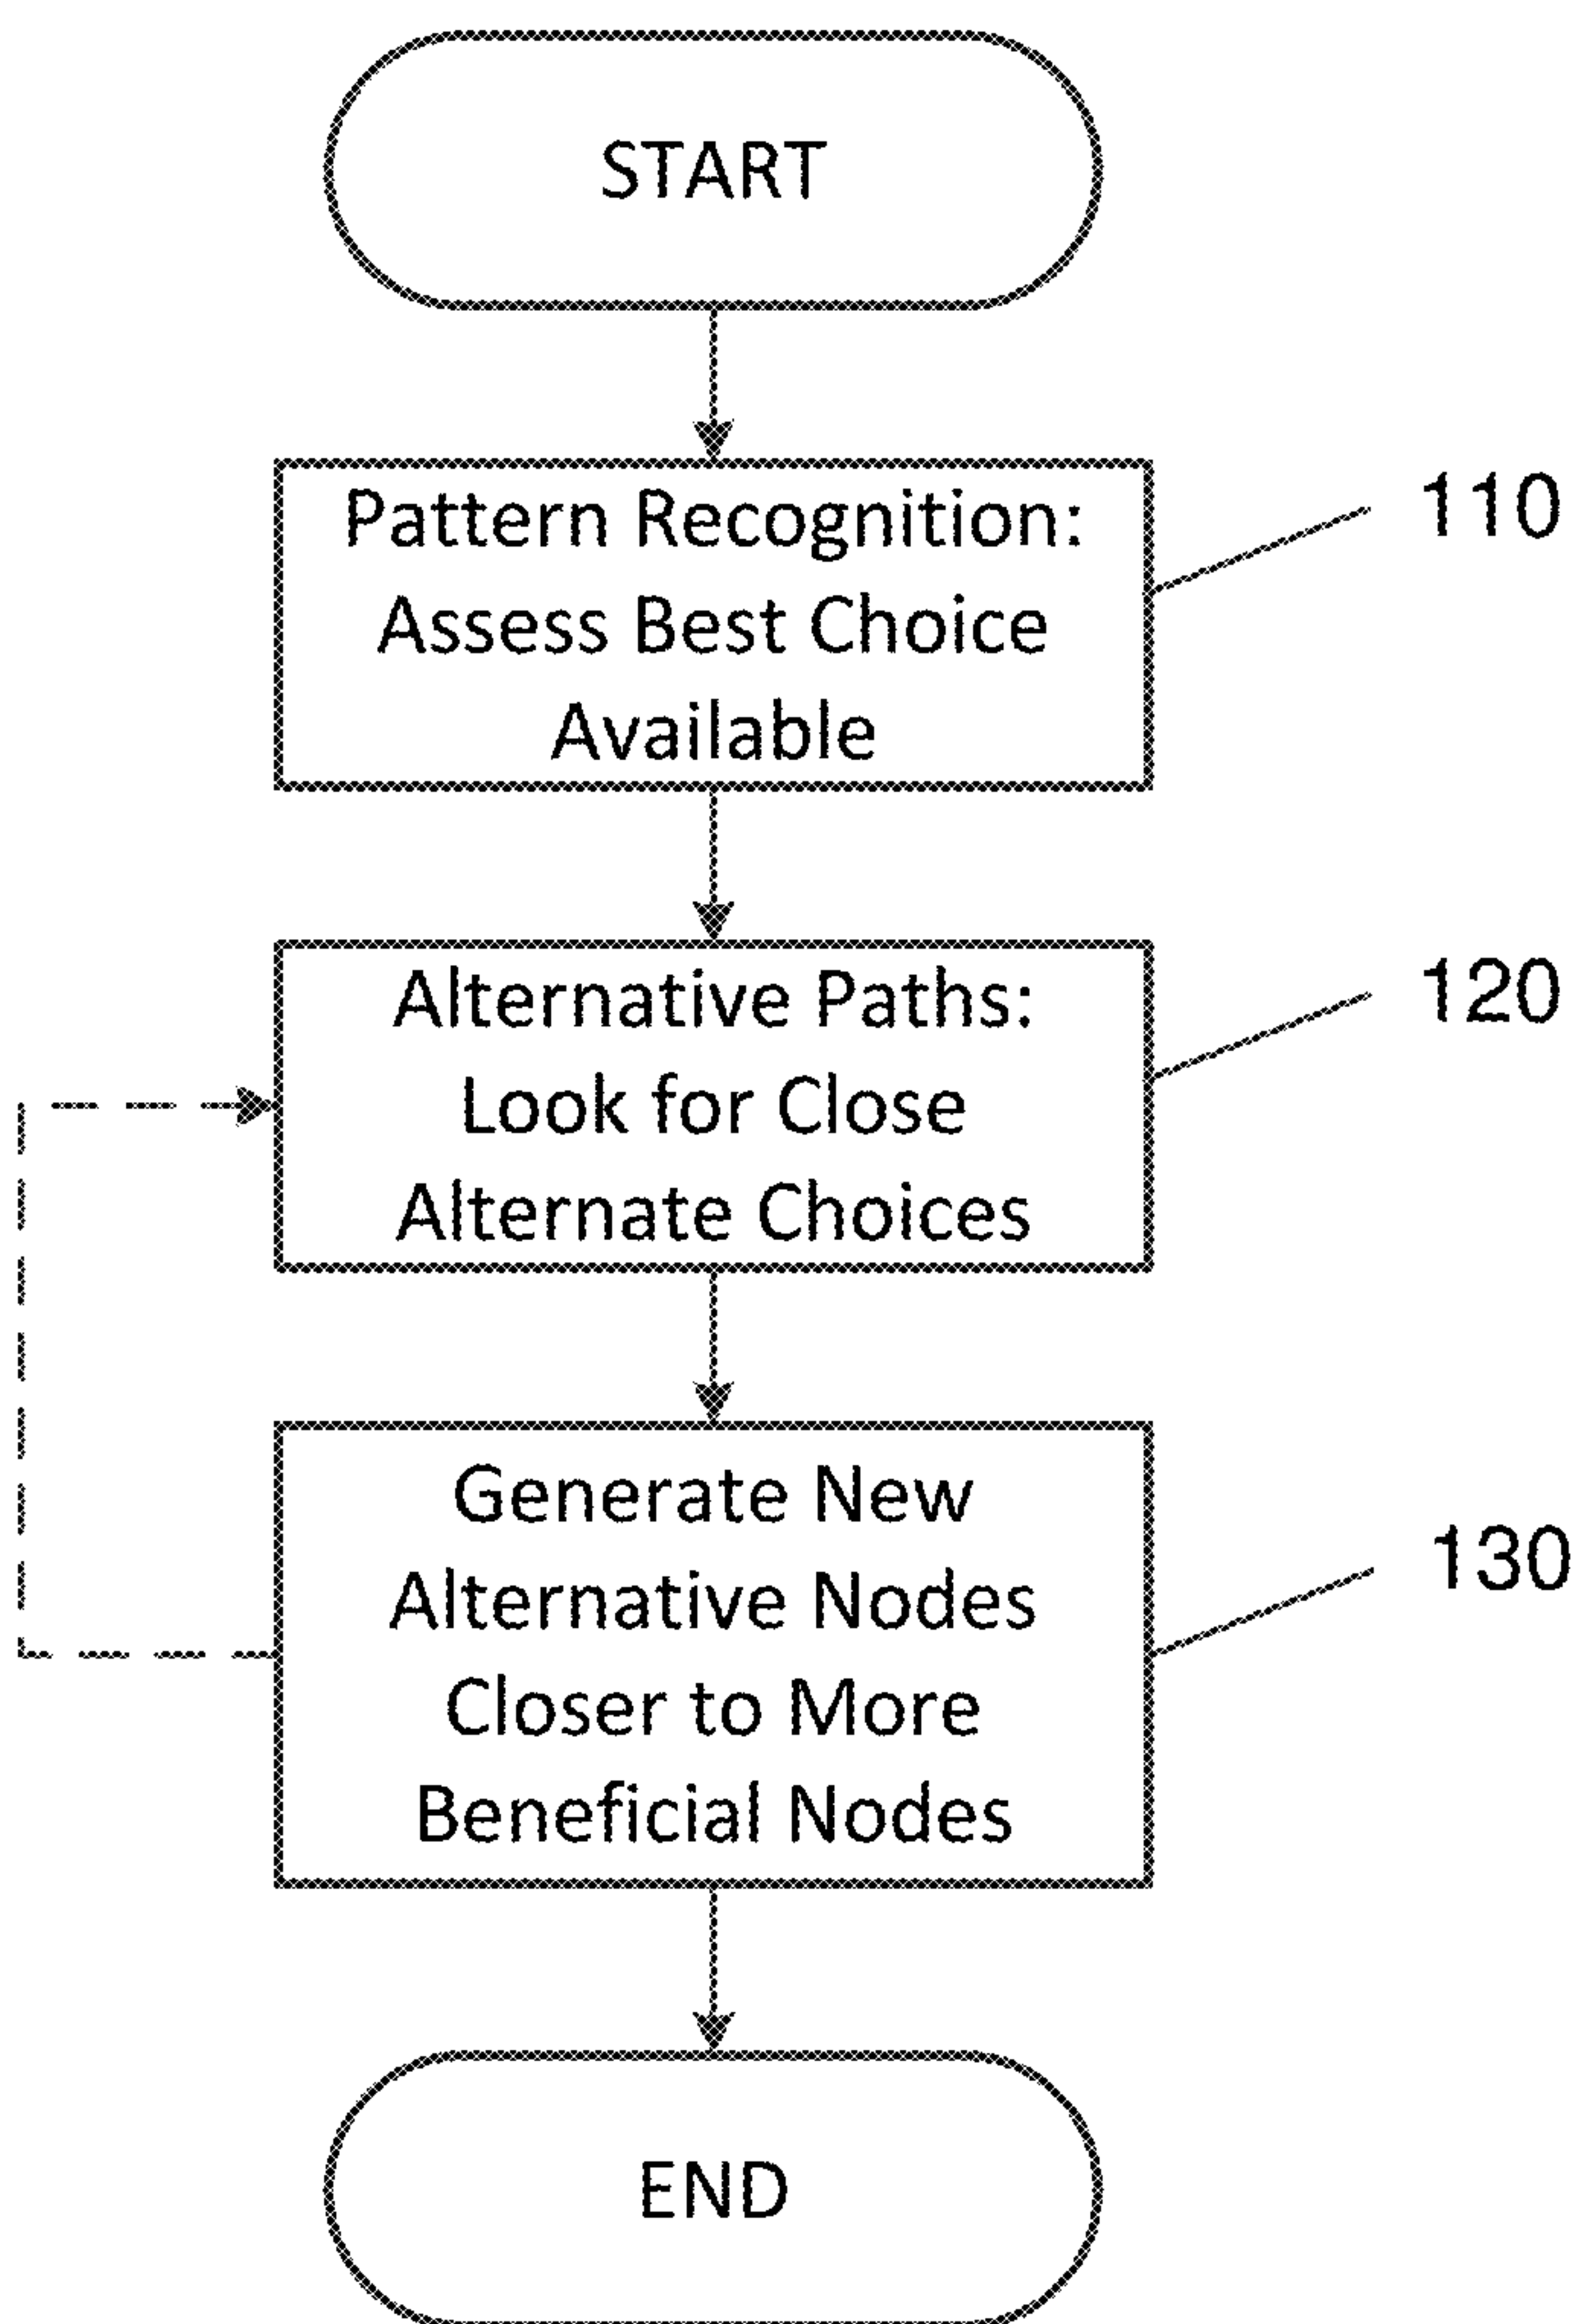 START
Pattern Recognition:
Assess Best Choice
Available
110
Alternative Paths:
Look for Close
Alternate Choices
120
Generate New
Alternative Nodes
Closer to More
Beneficial Nodes
130
END